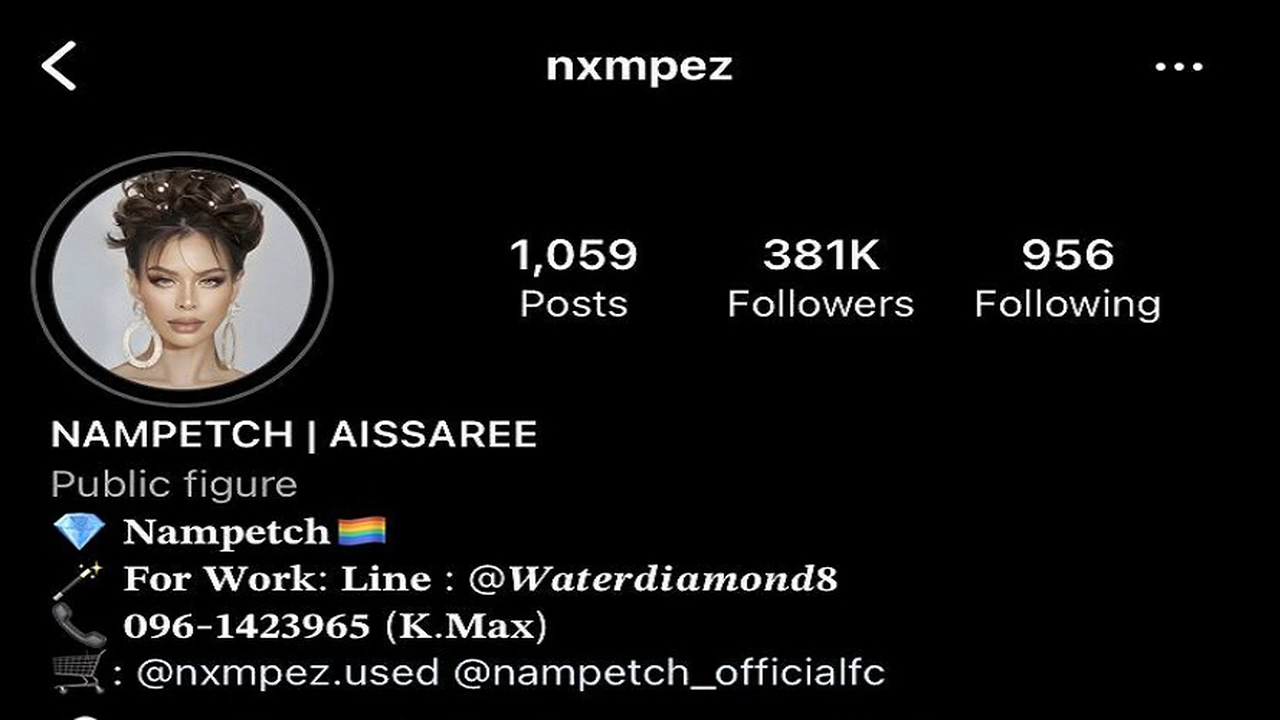 nxmpez
1,059 381K 956
Posts Followers Following
NAMPETCH | AISSAREE
Public figure
💎 Nampetch🏳️‍🌈
🪄 For Work: Line : @Waterdiamond8
📞 096-1423965 (K.Max)
🛒 : @nxmpez.used @nampetch_officialfc